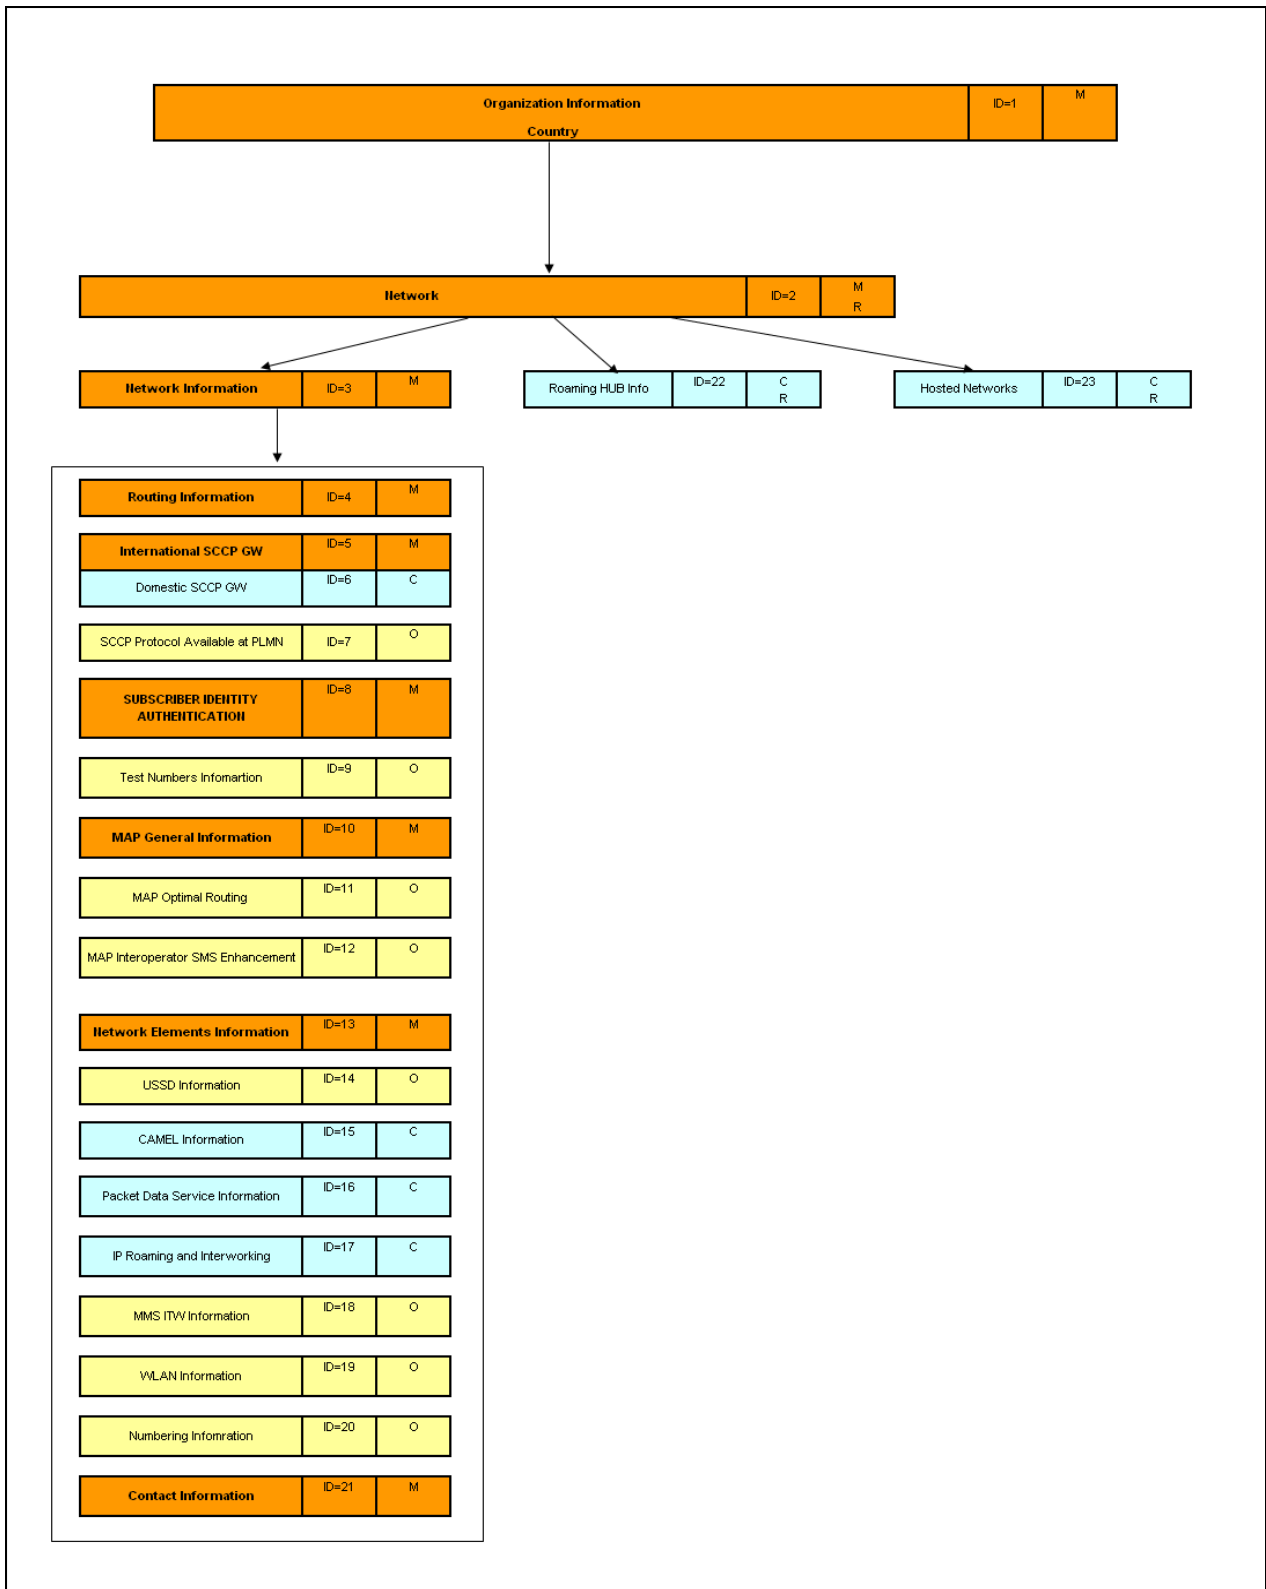 Organization Information
Country
ID=1
M
Network
ID=2
M
R
Network Information
ID=3
M
Roaming HUB Info
ID=22
C
R
Hosted Networks
ID=23
C
R
Routing Information
ID=4
M
International SCCP GW
ID=5
M
Domestic SCCP GW
ID=6
C
SCCP Protocol Available at PLMN
ID=7
O
SUBSCRIBER IDENTITY
AUTHENTICATION
ID=8
M
Test Numbers Infomartion
ID=9
O
MAP General Information
ID=10
M
MAP Optimal Routing
ID=11
O
MAP Interoperator SMS Enhancement
ID=12
O
Network Elements Information
ID=13
M
USSD Information
ID=14
O
CAMEL Information
ID=15
C
Packet Data Service Information
ID=16
C
IP Roaming and Interworking
ID=17
C
MMS ITW Information
ID=18
O
WLAN Information
ID=19
O
Numbering Infomration
ID=20
O
Contact Information
ID=21
M